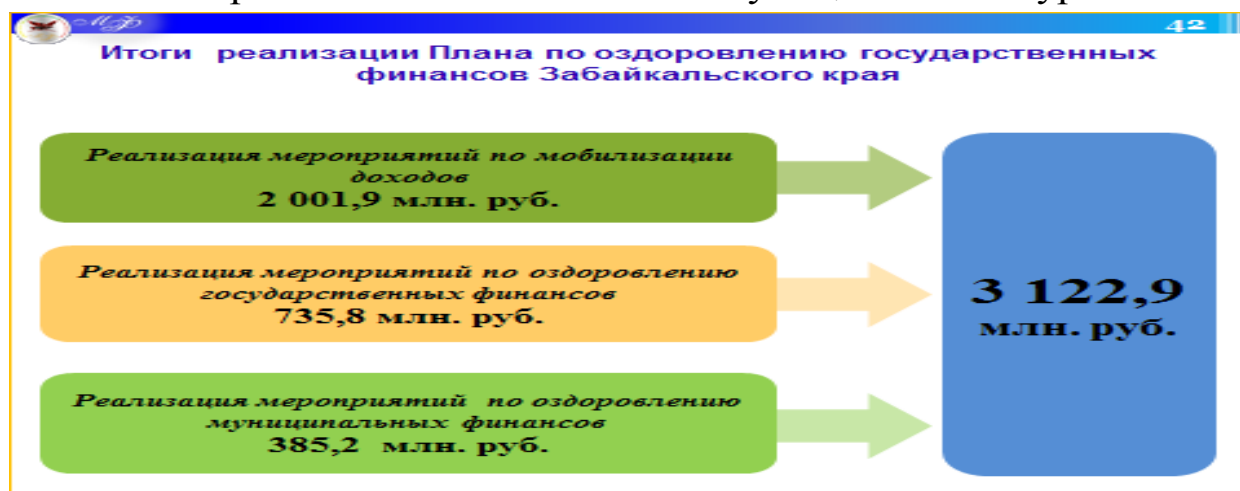 МФ
42
Итоги реализации Плана по оздоровлению государственных
финансов Забайкальского края
Реализация мероприятий по мобилизации
доходов
2 001,9 млн. руб.
Реализация мероприятий по оздоровлению
государственных финансов
735,8 млн. руб.
Реализация мероприятий по оздоровлению
муниципальных финансов
385,2 млн. руб.
3 122,9
млн. руб.